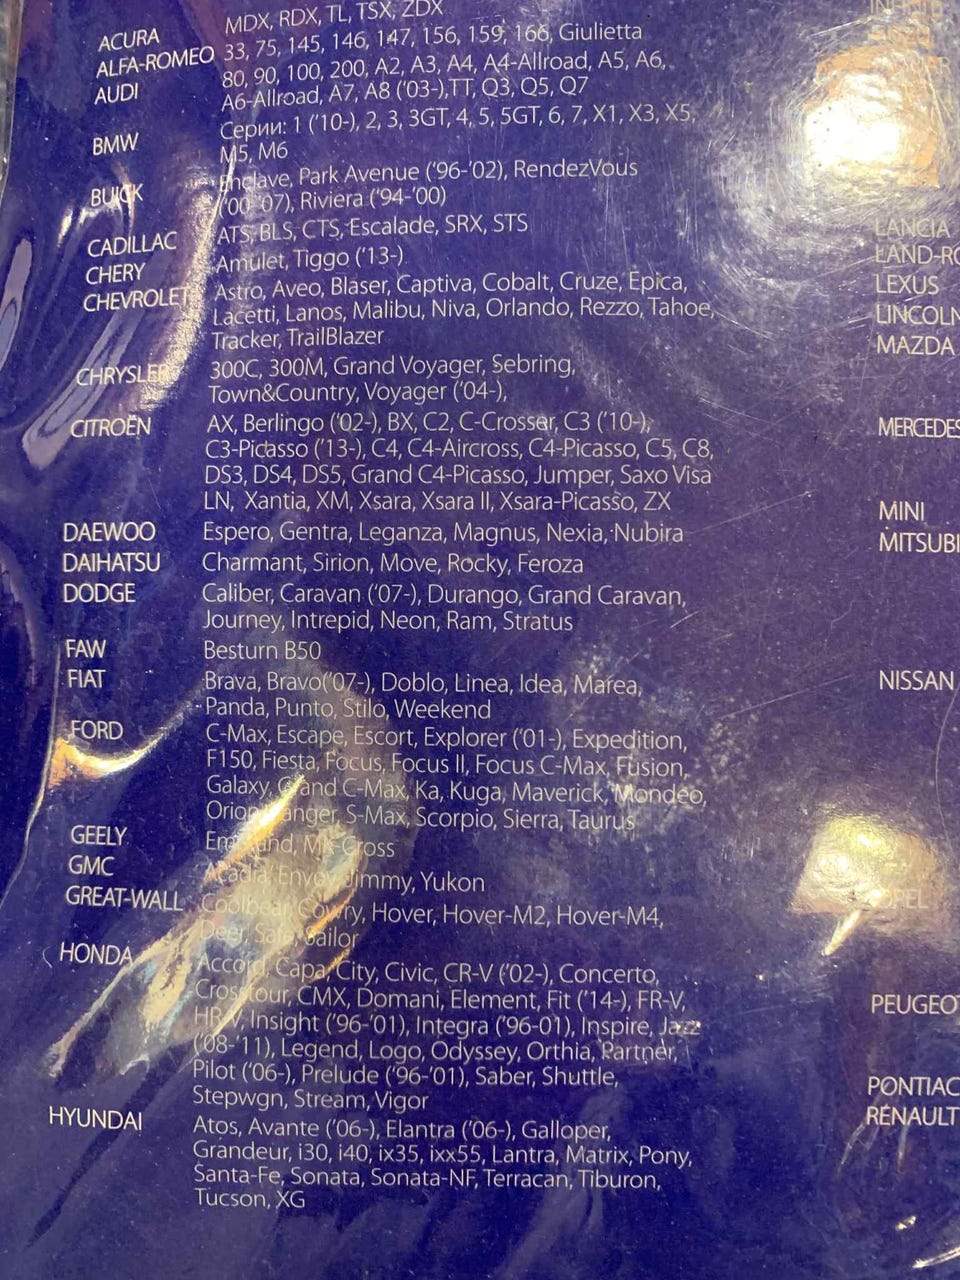 ACURA MDX, RDX, TL, TSX, ZDX
ALFA-ROMEO 33, 75, 145, 146, 147, 156, 159, 166, Giulietta
AUDI 80, 90, 100, 200, A2, A3, A4, A4-Allroad, A5, A6,
A6-Allroad, A7, A8 ('03-),TT, Q3, Q5, Q7
BMW Серии: 1 ('10-), 2, 3, 3GT, 4, 5, 5GT, 6, 7, X1, X3, X5,
M5, M6
BUICK Enclave, Park Avenue ('96-'02), RendezVous
('00-'07), Riviera ('94-'00)
CADILLAC ATS, BLS, CTS, Escalade, SRX, STS
CHERY Amulet, Tiggo ('13-)
CHEVROLET Astro, Aveo, Blaser, Captiva, Cobalt, Cruze, Epica,
Lacetti, Lanos, Malibu, Niva, Orlando, Rezzo, Tahoe,
Tracker, TrailBlazer
CHRYSLER 300C, 300M, Grand Voyager, Sebring,
Town&Country, Voyager ('04-),
CITROËN AX, Berlingo ('02-), BX, C2, C-Crosser, C3 ('10-),
C3-Picasso ('13-), C4, C4-Aircross, C4-Picasso, C5, C8,
DS3, DS4, DS5, Grand C4-Picasso, Jumper, Saxo Visa
LN, Xantia, XM, Xsara, Xsara II, Xsara-Picasso, ZX
DAEWOO Espero, Gentra, Leganza, Magnus, Nexia, Nubira
DAIHATSU Charmant, Sirion, Move, Rocky, Feroza
DODGE Caliber, Caravan ('07-), Durango, Grand Caravan,
Journey, Intrepid, Neon, Ram, Stratus
FAW Besturn B50
FIAT Brava, Bravo('07-), Doblo, Linea, Idea, Marea,
Panda, Punto, Stilo, Weekend
FORD C-Max, Escape, Escort, Explorer ('01-), Expedition,
F150, Fiesta, Focus, Focus II, Focus C-Max, Fusion,
Galaxy, Grand C-Max, Ka, Kuga, Maverick, Mondeo,
Orion, Ranger, S-Max, Scorpio, Sierra, Taurus
GEELY MK-Cross
GMC Acadia, Envoy, Jimmy, Yukon
GREAT-WALL Coolbear, Cowry, Hover, Hover-M2, Hover-M4,
Deer, Safe, Sailor
HONDA Accord, Capa, City, Civic, CR-V ('02-), Concerto,
Crosstour, CMX, Domani, Element, Fit ('14-), FR-V,
HR-V, Insight ('96-'01), Integra ('96-01), Inspire, Jazz
('08-'11), Legend, Logo, Odyssey, Orthia, Partner,
Pilot ('06-), Prelude ('96-'01), Saber, Shuttle,
Stepwgn, Stream, Vigor
HYUNDAI Atos, Avante ('06-), Elantra ('06-), Galloper,
Grandeur, i30, i40, ix35, ixx55, Lantra, Matrix, Pony,
Santa-Fe, Sonata, Sonata-NF, Terracan, Tiburon,
Tucson, XG
LANCIA
LAND-RO
LEXUS
LINCOLN
MAZDA
MERCEDES
MINI
MITSUBI
NISSAN
OPEL
PEUGEO
PONTIAC
RENAULT